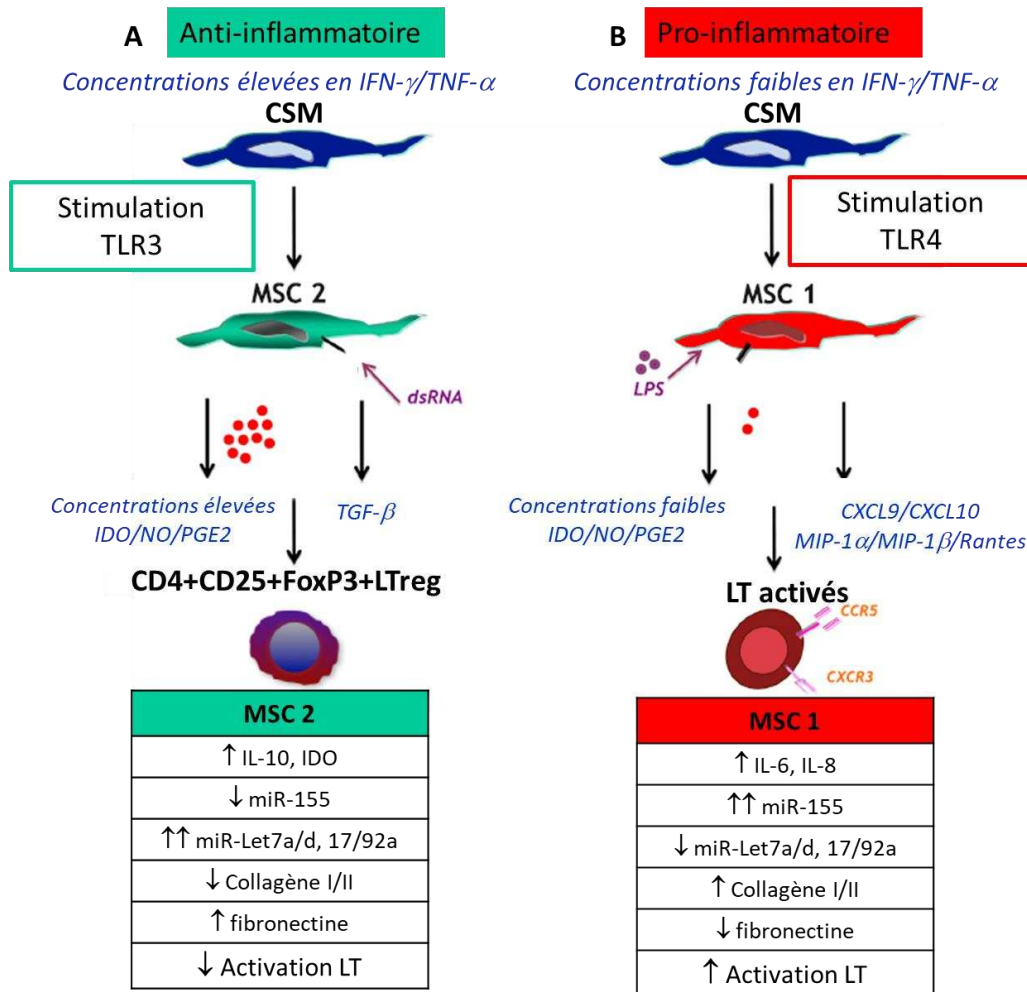 A Anti-inflammatoire
Concentrations élevées en IFN-γ/TNF-α
CSM
Stimulation
TLR3
MSC 2
dsRNA
Concentrations élevées
IDO/NO/PGE2
TGF-β
CD4+CD25+FoxP3+LTreg
MSC 2
↑ IL-10, IDO
↓ miR-155
↑↑ miR-Let7a/d, 17/92a
↓ Collagène I/II
↑ fibronectine
↓ Activation LT
B Pro-inflammatoire
Concentrations faibles en IFN-γ/TNF-α
CSM
Stimulation
TLR4
MSC 1
LPS
Concentrations faibles
IDO/NO/PGE2
CXCL9/CXCL10
MIP-1α/MIP-1β/Rantes
LT activés
CCR5
CXCR3
MSC 1
↑ IL-6, IL-8
↑↑ miR-155
↓ miR-Let7a/d, 17/92a
↑ Collagène I/II
↓ fibronectine
↑ Activation LT